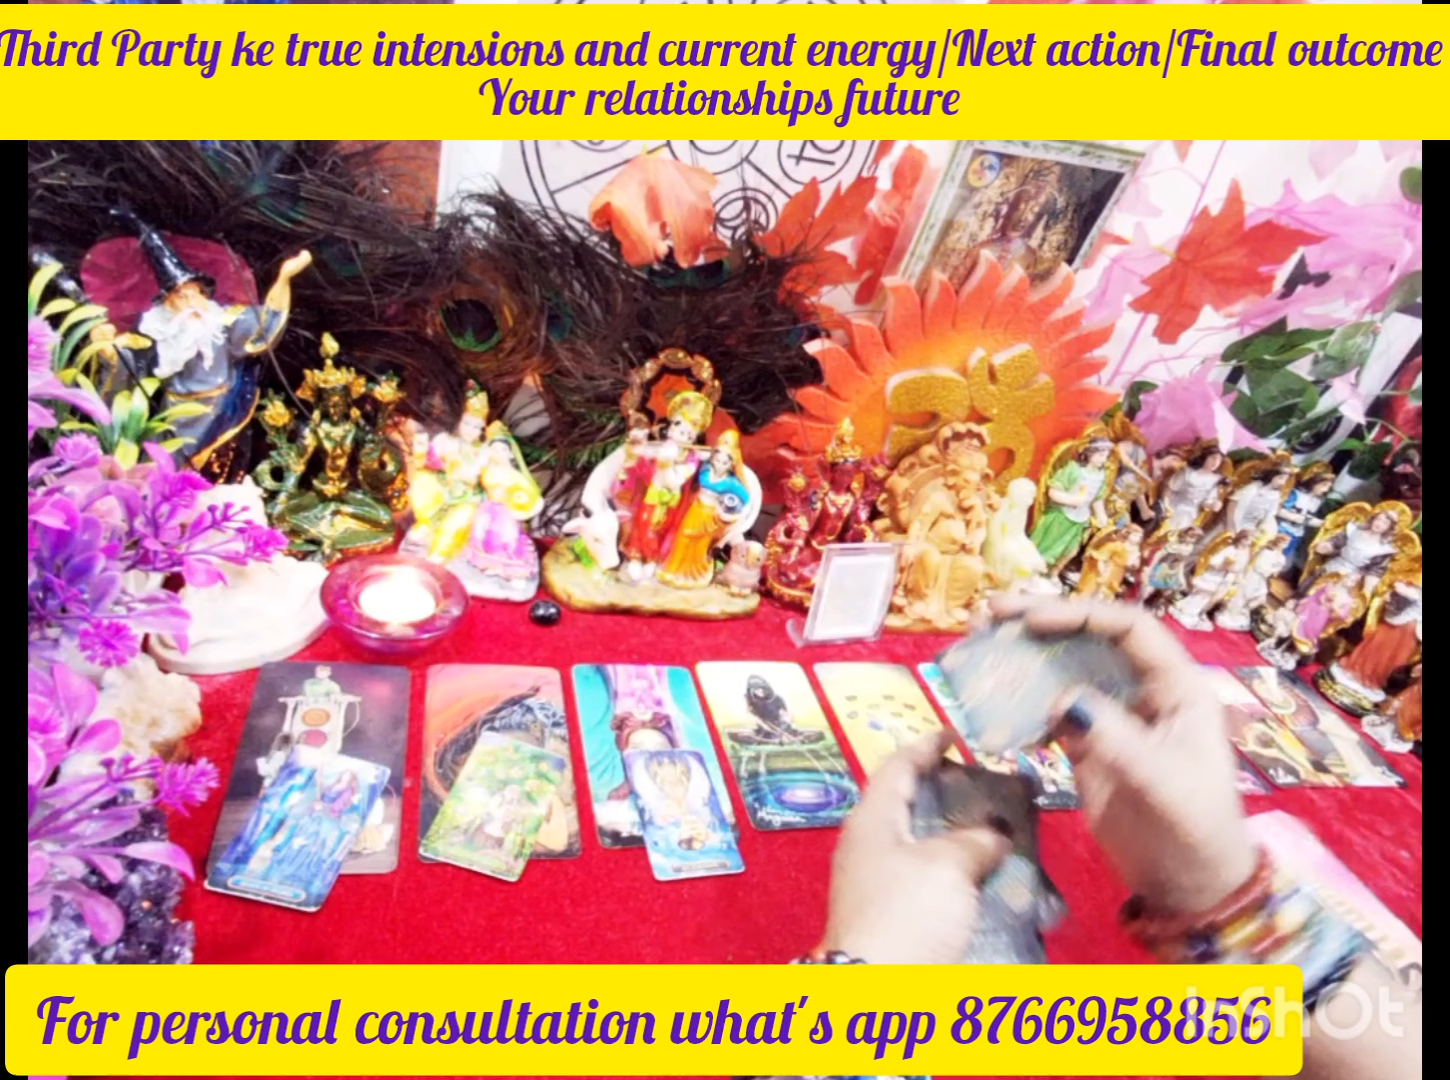 Third Party ke true intensions and current energy/Next action/Final outcome
Your relationships future
For personal consultation what's app 8766958856
InShOt